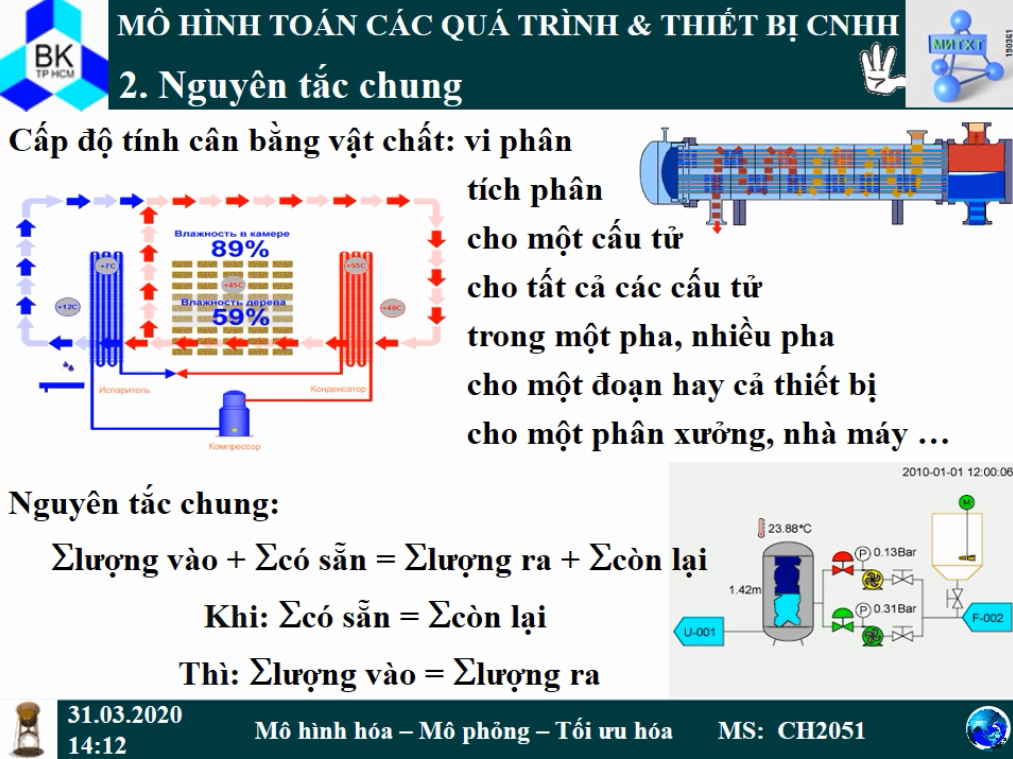 MÔ HÌNH TOÁN CÁC QUÁ TRÌNH & THIẾT BỊ CNHH
BK
TP HCM
2. Nguyên tắc chung
7
МИТХТ
190361
Cấp độ tính cân bằng vật chất: vi phân
tích phân
cho một cấu tử
cho tất cả các cấu tử
trong một pha, nhiều pha
cho một đoạn hay cả thiết bị
cho một phân xưởng, nhà máy …
Влажность в камере
89%
+7C
+55C
+45C
Влажность дерева
59%
+12C
+40C
Испаритель
Конденсатор
Компрессор
Nguyên tắc chung:
Σlượng vào + Σcó sẵn = Σlượng ra + Σcòn lại
Khi: Σcó sẵn = Σcòn lại
Thì: Σlượng vào = Σlượng ra
2010-01-01 12:00:06
M
23.88°C
P 0.13Bar
1.42m
P 0.31Bar
F-002
U-001
31.03.2020
14:12
Mô hình hóa – Mô phỏng – Tối ưu hóa MS: CH2051